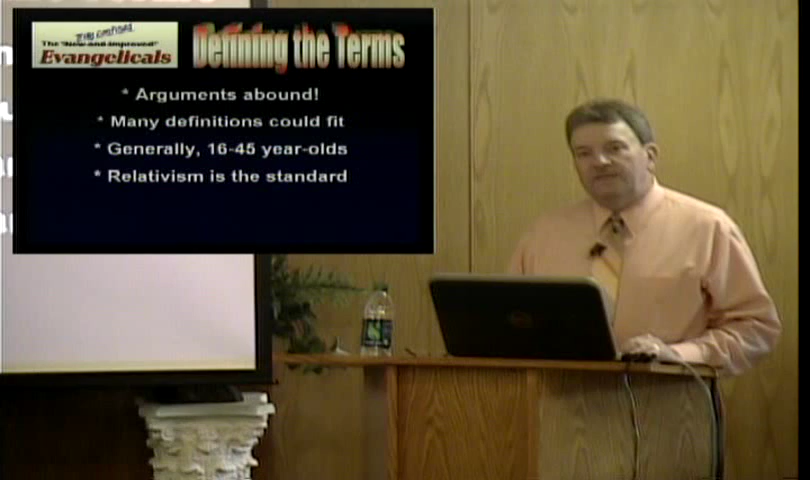 The "New and Improved"
Evangelicals
Defining the Terms
* Arguments abound!
* Many definitions could fit
* Generally, 16-45 year-olds
* Relativism is the standard